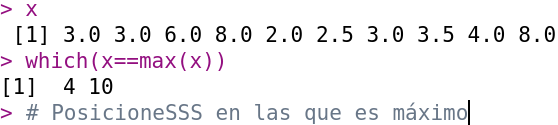 > x
 [1] 3.0 3.0 6.0 8.0 2.0 2.5 3.0 3.5 4.0 8.0
> which(x==max(x))
[1]  4 10
> # PosicioneSSS en las que es máximo